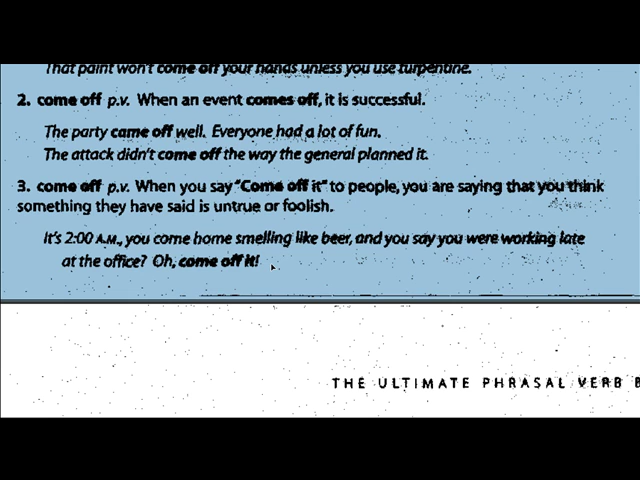 That paint won't come off your hands unless you use turpentine.
2. come off p.v. When an event comes off, it is successful.
The party came off well. Everyone had a lot of fun.
The attack didn't come off the way the general planned it.
3. come off p.v. When you say "Come off it" to people, you are saying that you think
something they have said is untrue or foolish.
It's 2:00 A.M., you come home smelling like beer, and you say you were working late
at the office? Oh, come off it!
THE ULTIMATE PHRASAL VERB B